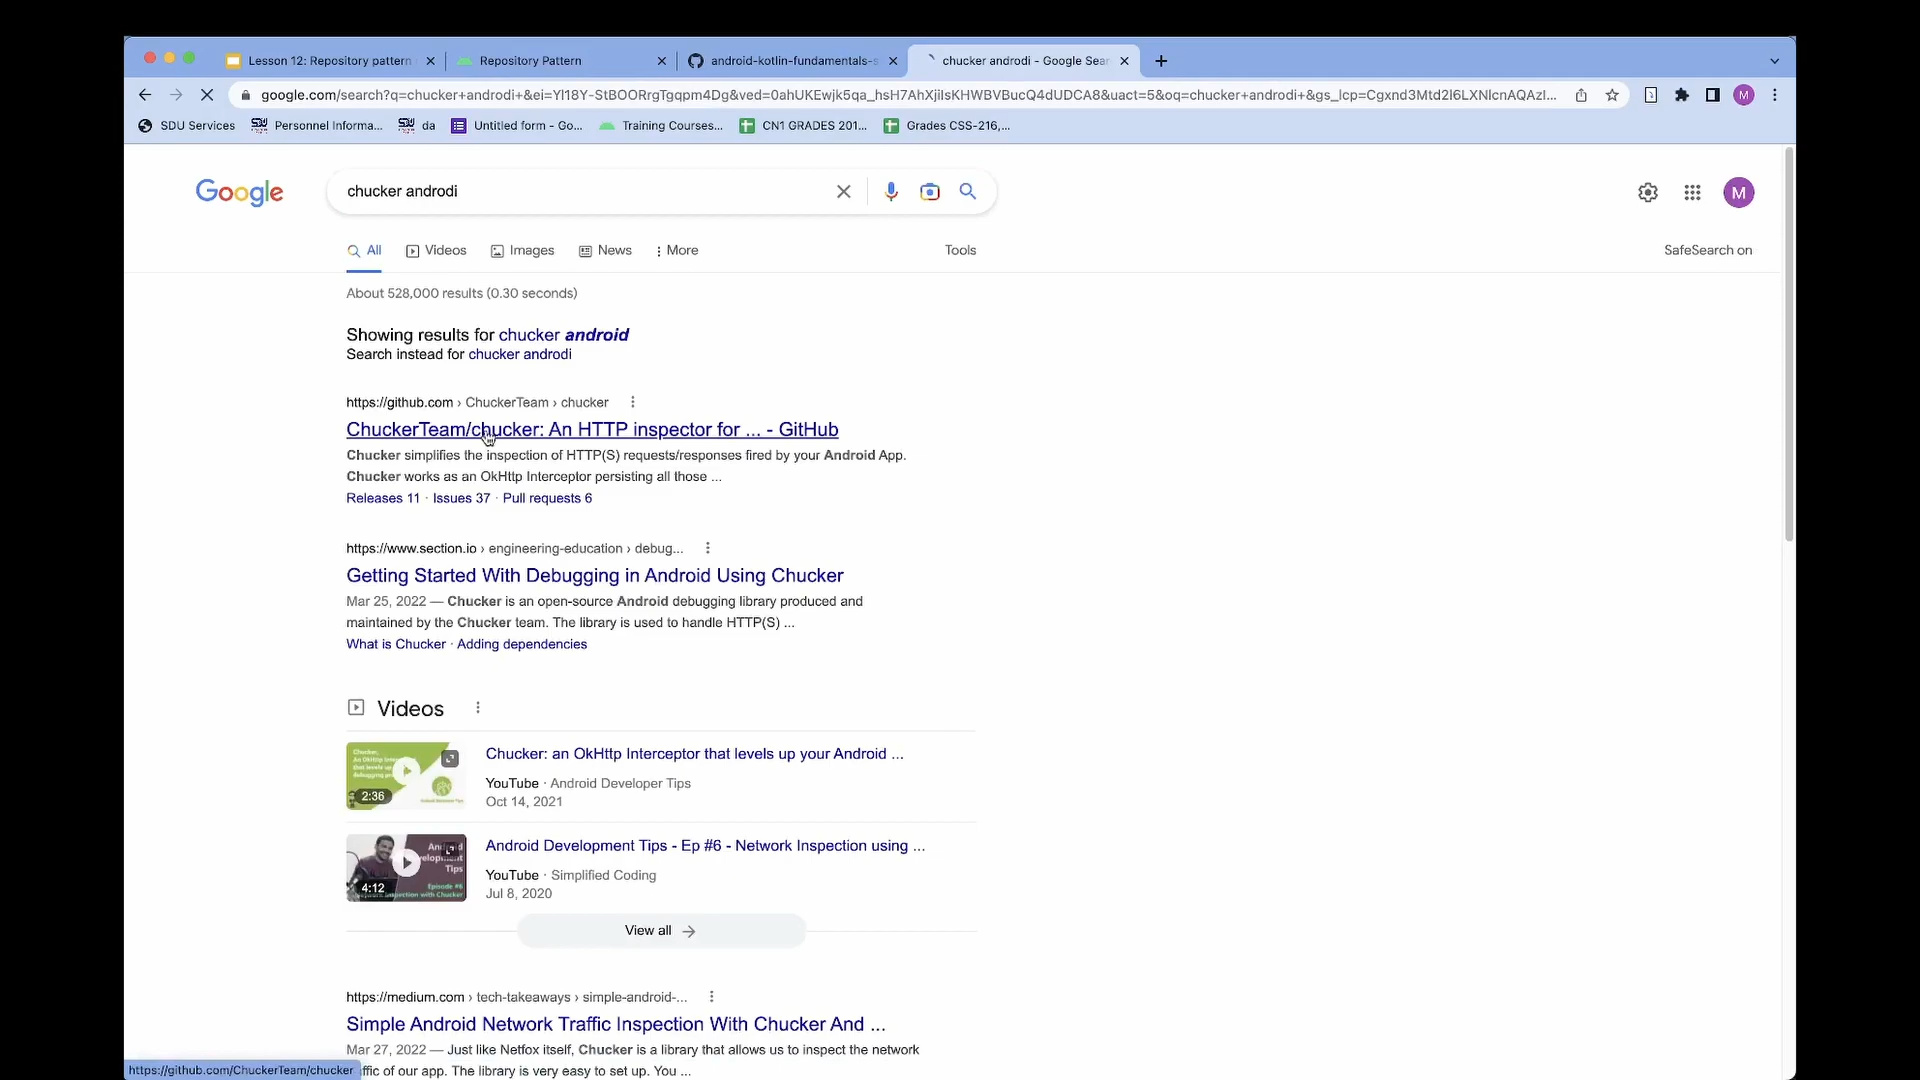 Lesson 12: Repository pattern
Repository Pattern
android-kotlin-fundamentals-s
chucker androdi - Google Sear
google.com/search?q=chucker+androdi+&ei=Yl18Y-StBOORrgTgqpm4Dg&ved=0ahUKEwjk5qa_hsH7AhXjilsKHWBVBucQ4dUDCA8&uact=5&oq=chucker+androdi+&gs_lcp=Cgxnd3Mtd2l6LXNlcnAQAzI...
M
SDU Services
Personnel Informa...
da
Untitled form - Go...
Training Courses...
CN1 GRADES 201...
Grades CSS-216,...
Google
chucker androdi
M
All
Videos
Images
News
More
Tools
SafeSearch on
About 528,000 results (0.30 seconds)
Showing results for chucker android
Search instead for chucker androdi
https://github.com › ChuckerTeam › chucker
ChuckerTeam/chucker: An HTTP inspector for ... - GitHub
Chucker simplifies the inspection of HTTP(S) requests/responses fired by your Android App.
Chucker works as an OkHttp Interceptor persisting all those ...
Releases 11 · Issues 37 · Pull requests 6
https://www.section.io › engineering-education › debug...
Getting Started With Debugging in Android Using Chucker
Mar 25, 2022 — Chucker is an open-source Android debugging library produced and
maintained by the Chucker team. The library is used to handle HTTP(S) ...
What is Chucker · Adding dependencies
Videos
2:36
Chucker: an OkHttp Interceptor that levels up your Android ...
YouTube · Android Developer Tips
Oct 14, 2021
4:12
Android Development Tips - Ep #6 - Network Inspection using ...
YouTube · Simplified Coding
Jul 8, 2020
View all
https://medium.com › tech-takeaways › simple-android-...
Simple Android Network Traffic Inspection With Chucker And ...
Mar 27, 2022 — Just like Netfox itself, Chucker is a library that allows us to inspect the network
ffic of our app. The library is very easy to set up. You ...
https://github.com/ChuckerTeam/chucker